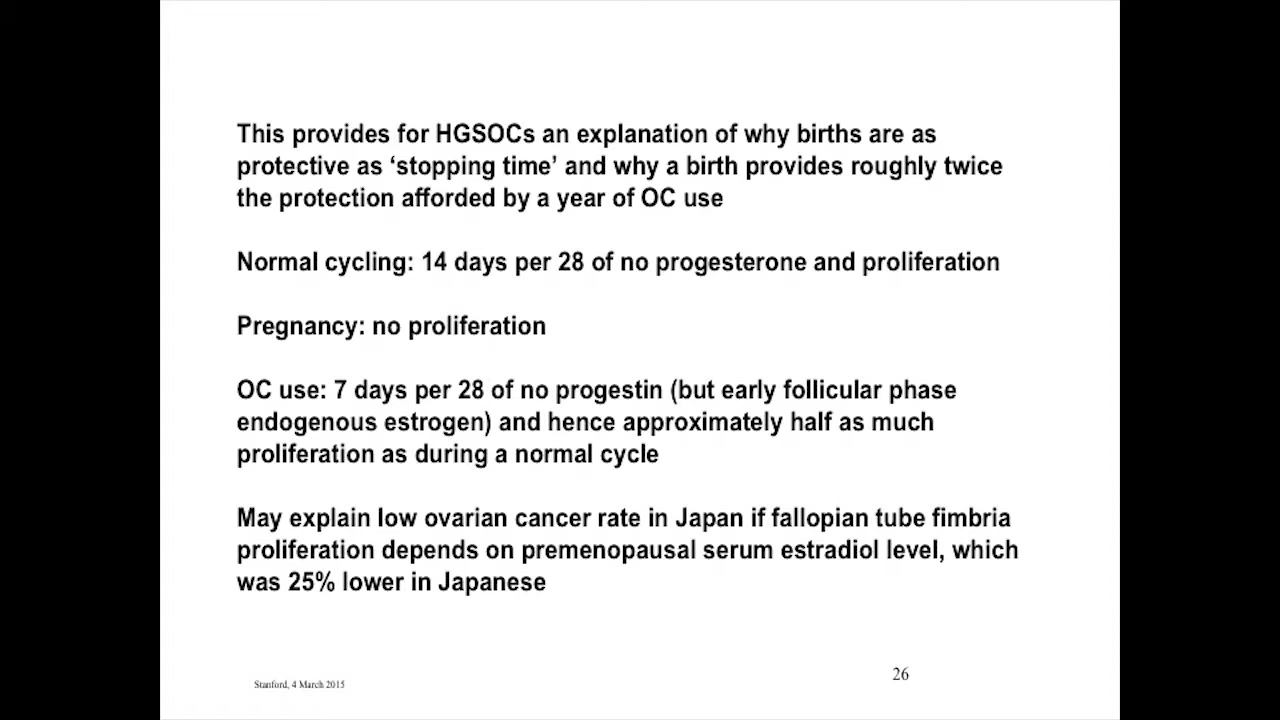 This provides for HGSOCs an explanation of why births are as
protective as ‘stopping time’ and why a birth provides roughly twice
the protection afforded by a year of OC use
Normal cycling: 14 days per 28 of no progesterone and proliferation
Pregnancy: no proliferation
OC use: 7 days per 28 of no progestin (but early follicular phase
endogenous estrogen) and hence approximately half as much
proliferation as during a normal cycle
May explain low ovarian cancer rate in Japan if fallopian tube fimbria
proliferation depends on premenopausal serum estradiol level, which
was 25% lower in Japanese
Stanford, 4 March 2015
26